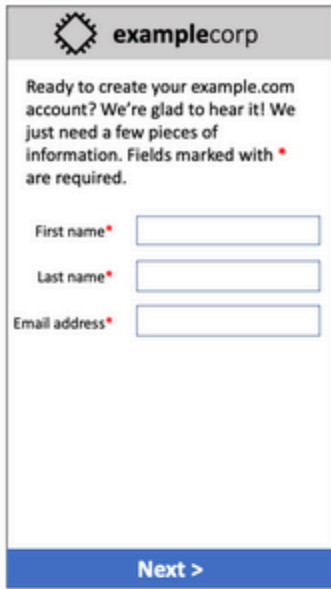 examplecorp
Ready to create your example.com
account? We're glad to hear it! We
just need a few pieces of
information. Fields marked with *
are required.
First name*
Last name*
Email address*
Next >